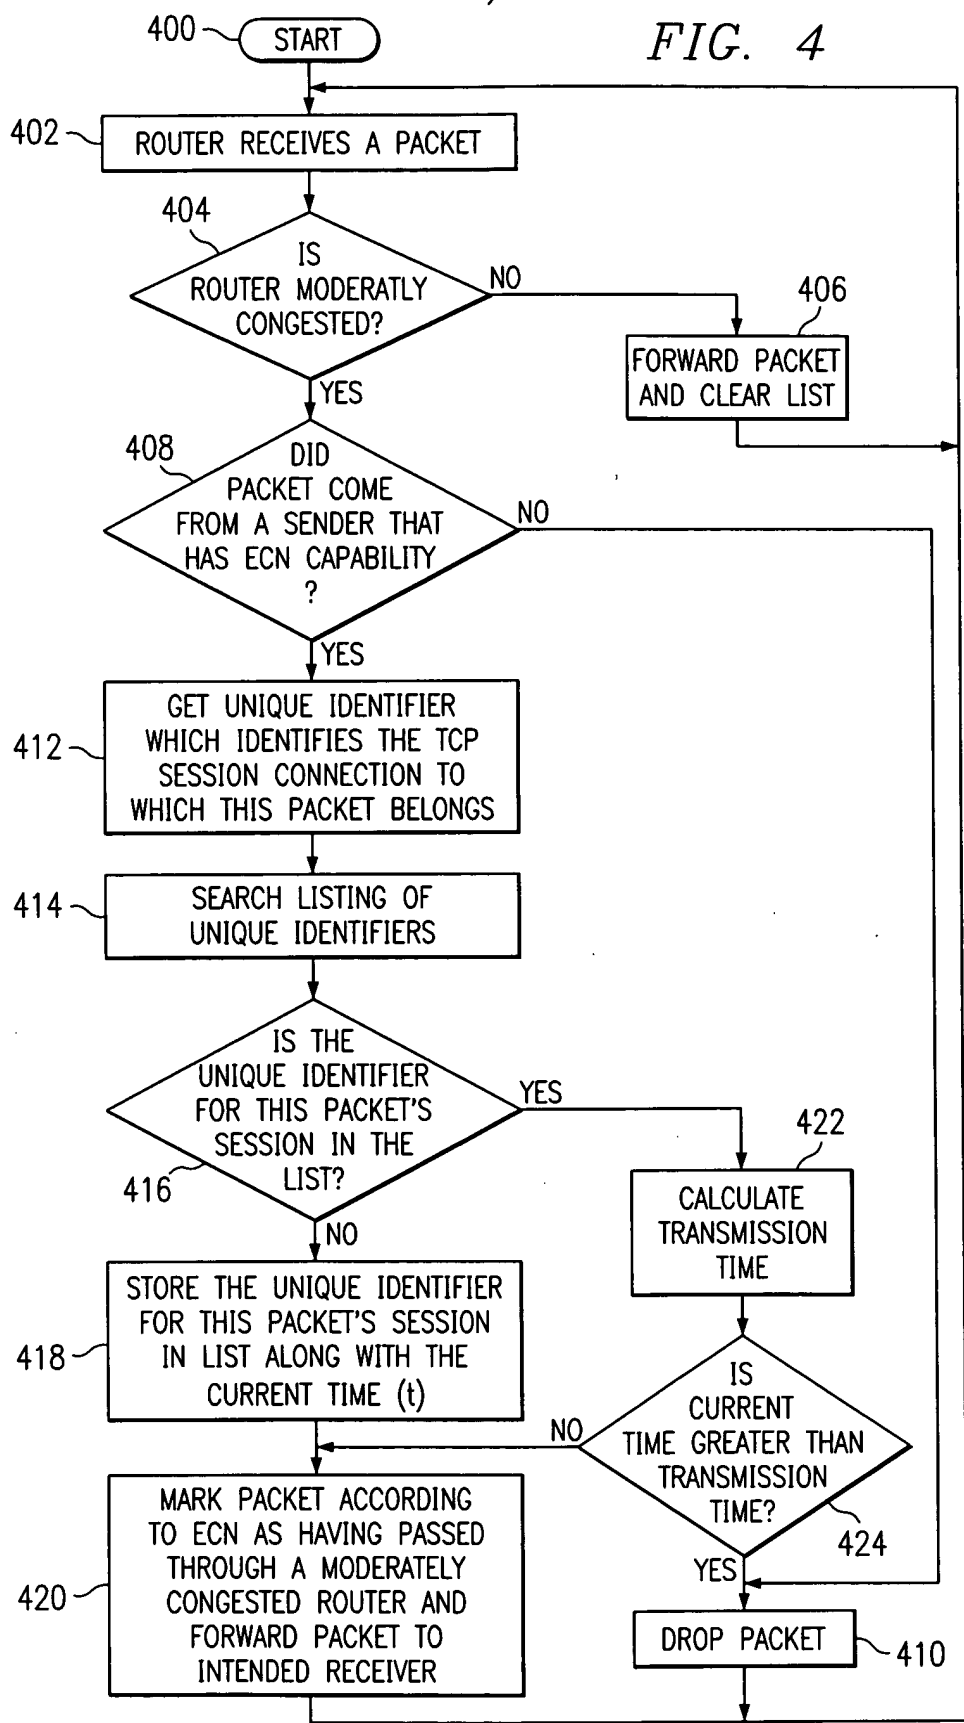 400
START
FIG. 4
402
ROUTER RECEIVES A PACKET
404
IS
ROUTER MODERATLY
CONGESTED?
NO
406
FORWARD PACKET
AND CLEAR LIST
YES
408
DID
PACKET COME
FROM A SENDER THAT
HAS ECN CAPABILITY
?
NO
YES
412
GET UNIQUE IDENTIFIER
WHICH IDENTIFIES THE TCP
SESSION CONNECTION TO
WHICH THIS PACKET BELONGS
414
SEARCH LISTING OF
UNIQUE IDENTIFIERS
416
IS THE
UNIQUE IDENTIFIER
FOR THIS PACKET'S
SESSION IN THE
LIST?
YES
422
CALCULATE
TRANSMISSION
TIME
NO
418
STORE THE UNIQUE IDENTIFIER
FOR THIS PACKET'S SESSION
IN LIST ALONG WITH THE
CURRENT TIME (t)
NO
IS
CURRENT
TIME GREATER THAN
TRANSMISSION
TIME?
424
YES
420
MARK PACKET ACCORDING
TO ECN AS HAVING PASSED
THROUGH A MODERATELY
CONGESTED ROUTER AND
FORWARD PACKET TO
INTENDED RECEIVER
DROP PACKET
410